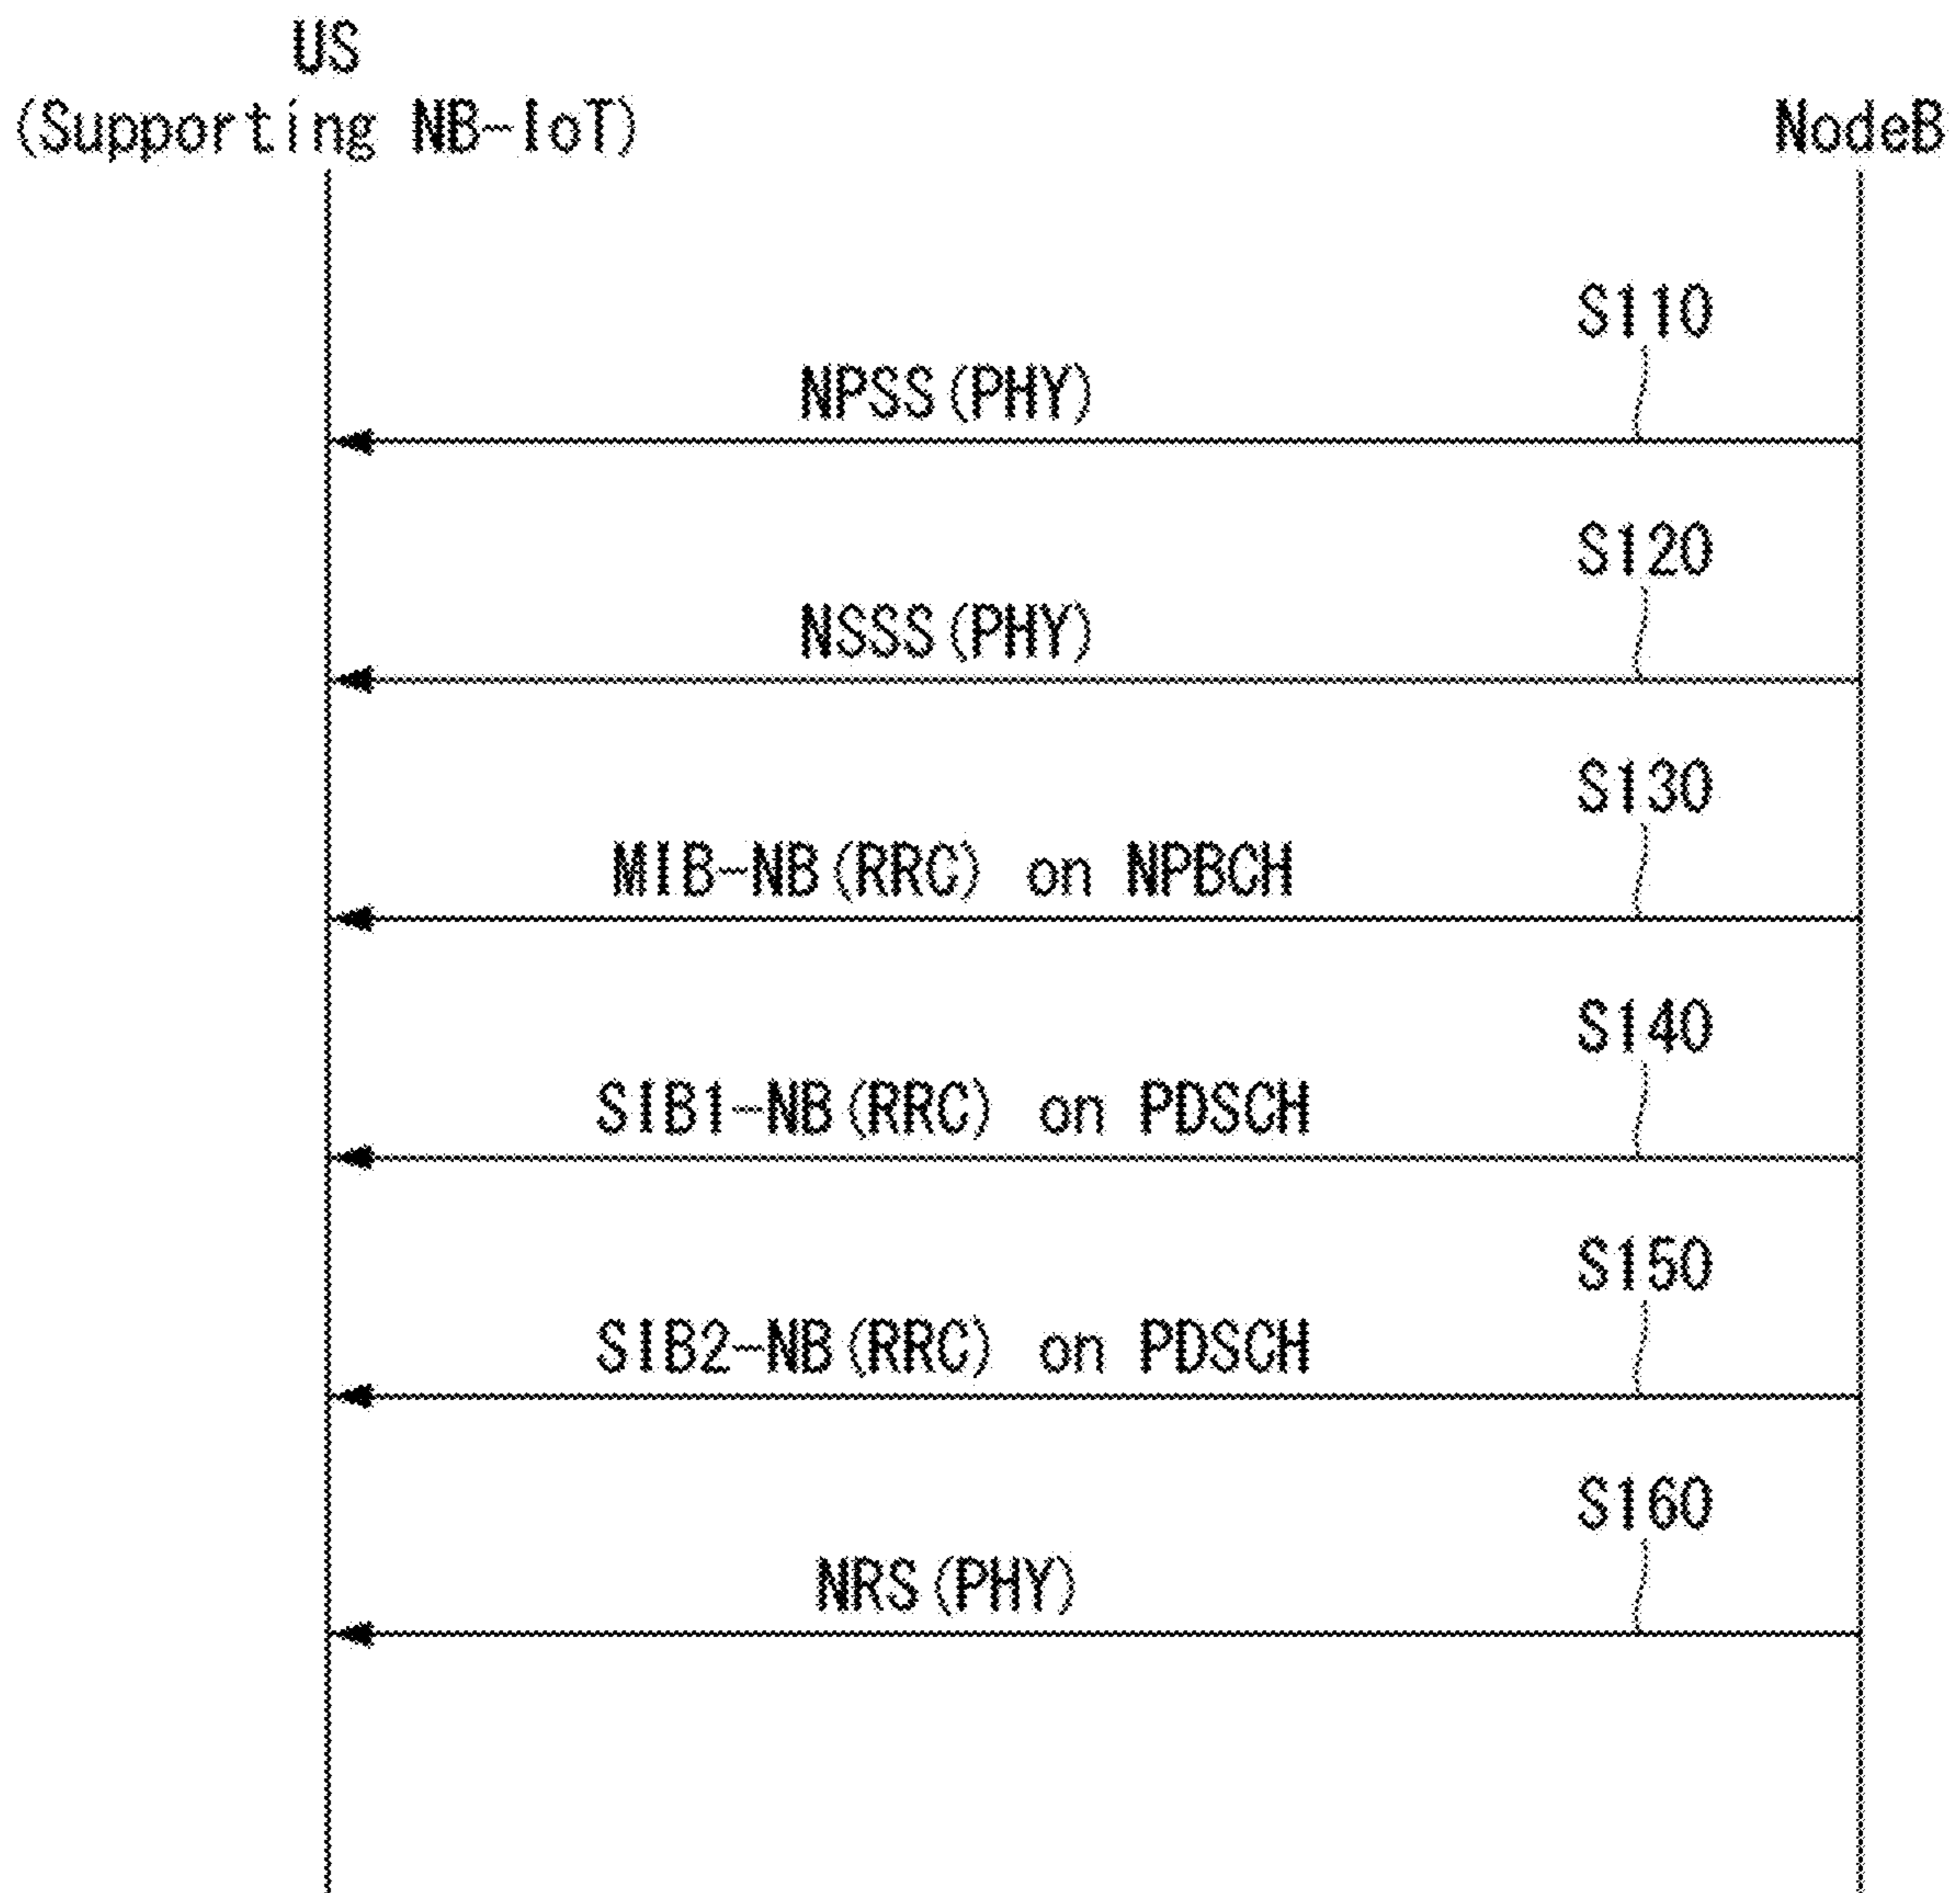 US
(Supporting NB-IoT)
NodeB
S110
NPSS(PHY)
S120
NSSS(PHY)
S130
MIB-NB(RRC) on NPBCH
S140
SIB1-NB(RRC) on PDSCH
S150
SIB2-NB(RRC) on PDSCH
S160
NRS(PHY)